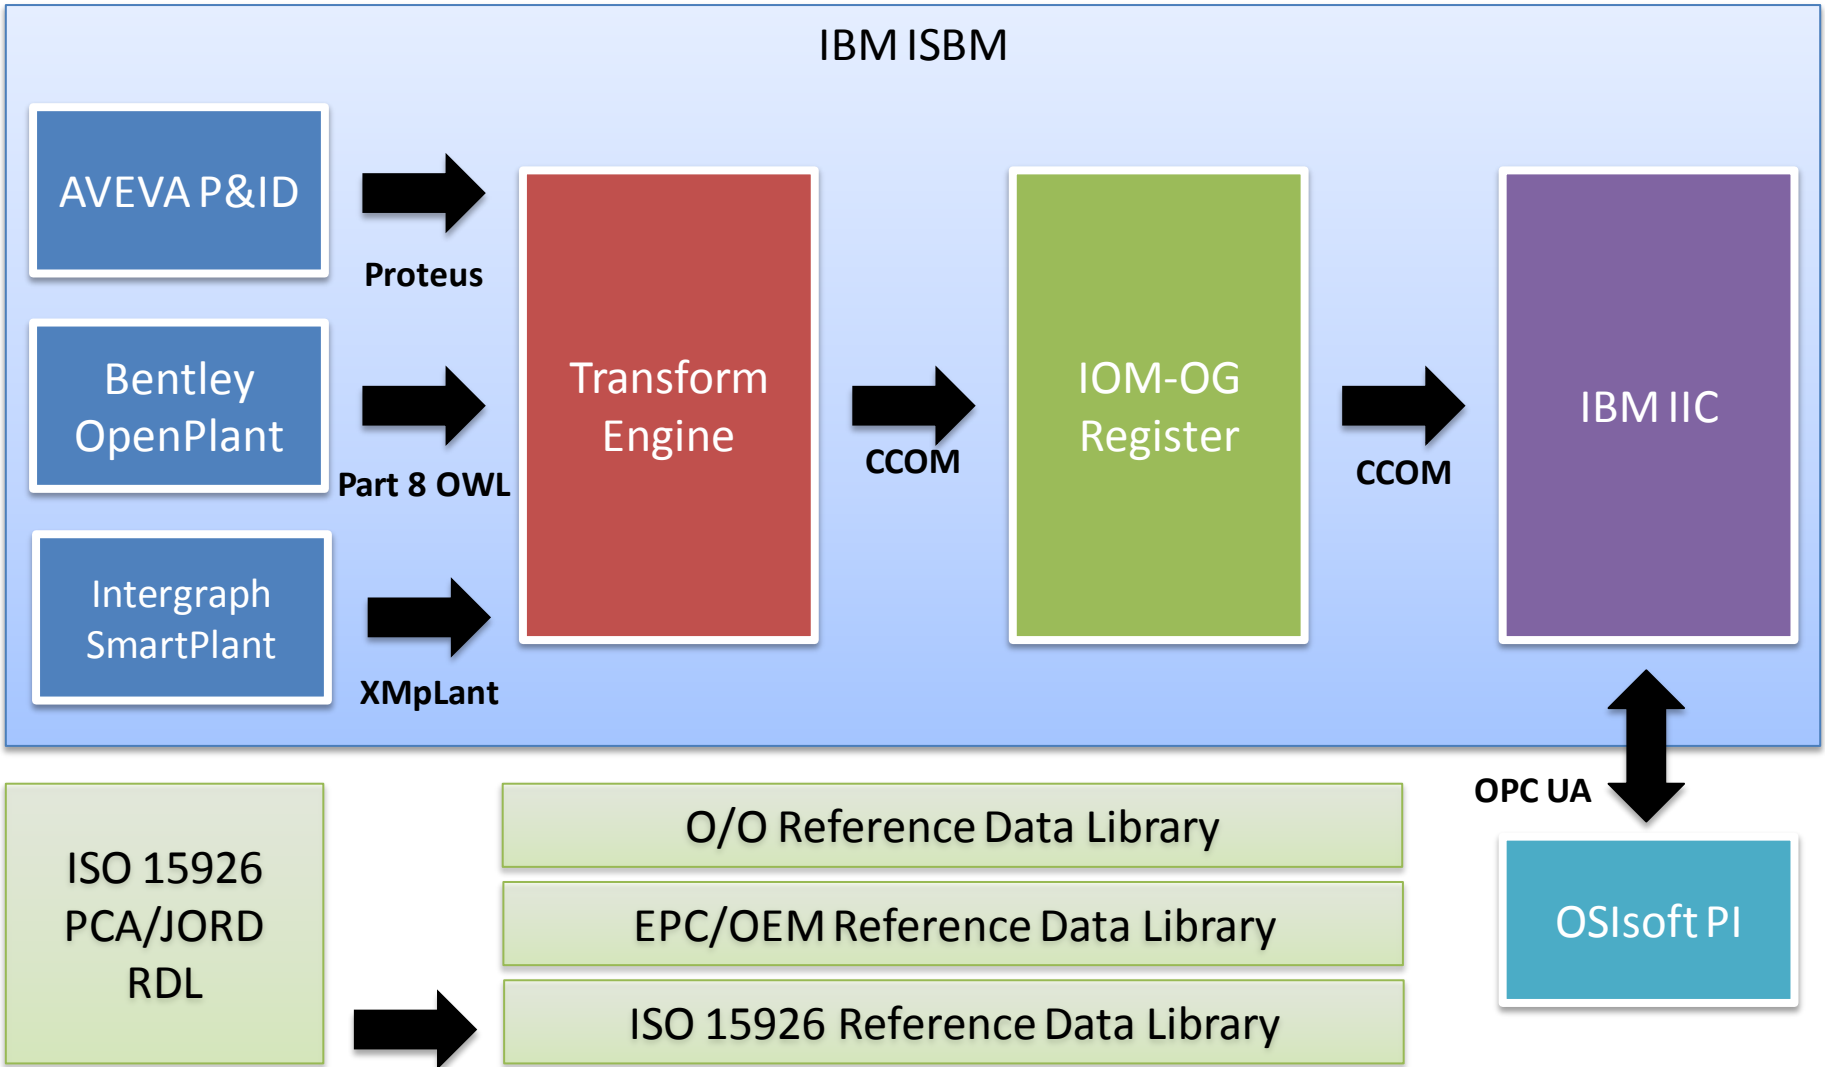 IBM ISBM
AVEVA P&ID
Proteus
Bentley
OpenPlant
Part 8 OWL
Intergraph
SmartPlant
XMpLant
Transform
Engine
CCOM
IOM-OG
Register
CCOM
IBM IIC
OPC UA
OSIsoft PI
ISO 15926
PCA/JORD
RDL
O/O Reference Data Library
EPC/OEM Reference Data Library
ISO 15926 Reference Data Library